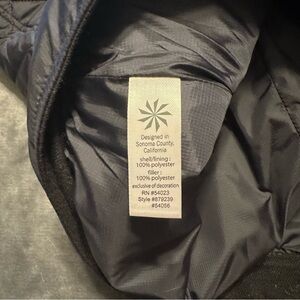 Designed in
Sonoma County,
California
shell/lining :
100% polyester
filler :
100% polyester
exclusive of decoration
RN #54023
Style #879239
#54056